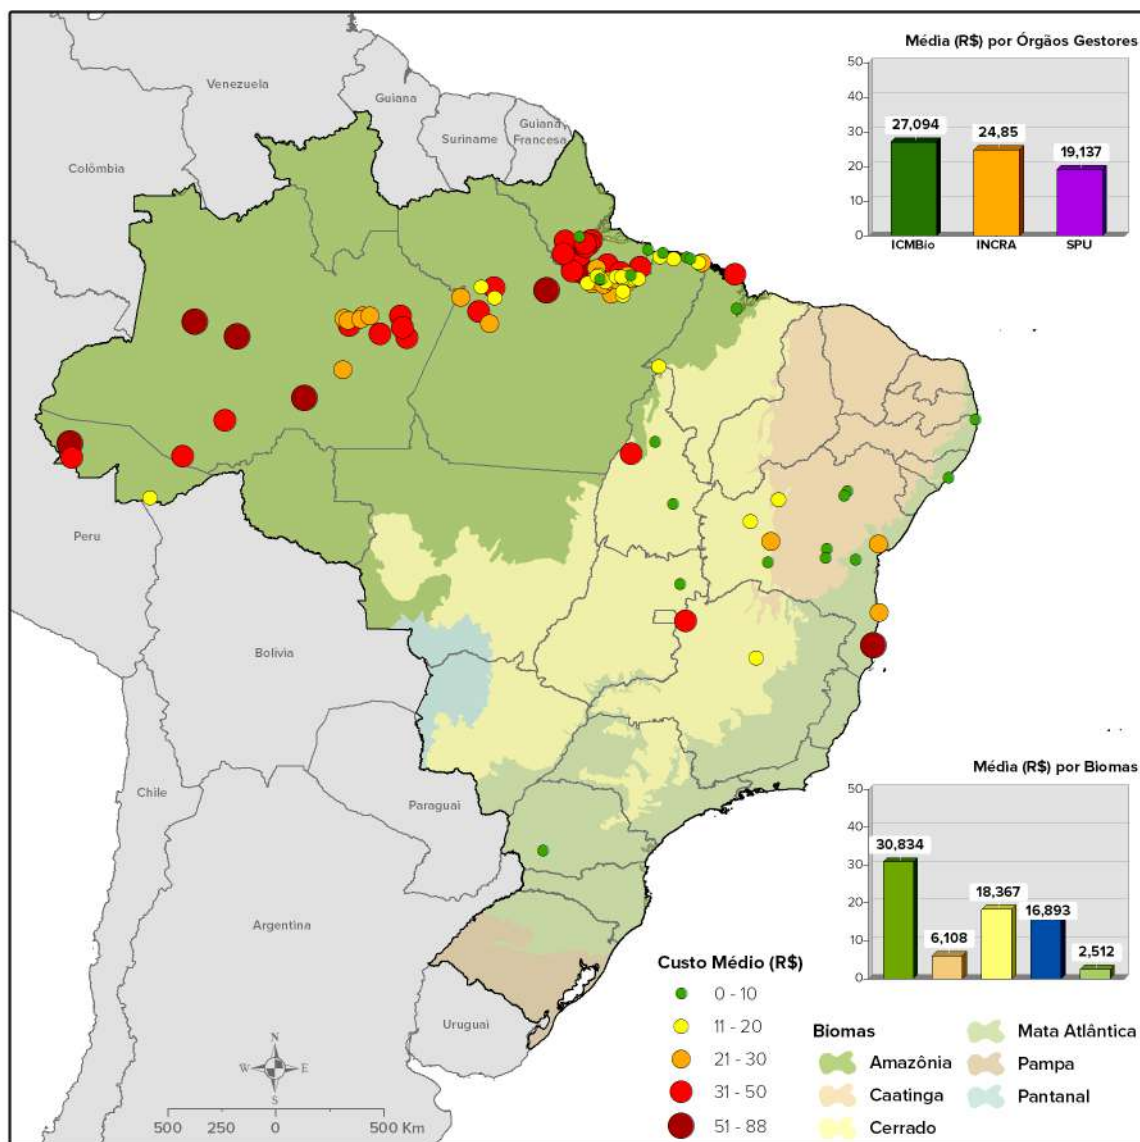 Média (R$) por Órgãos Gestores
50
40
30
20
10
0
27,094
24,85
19,137
ICMBio
INCRA
SPU
Venezuela
Guiana
Suriname
Guiana
Francesa
Colômbia
Peru
Bolivia
Chile
Paraguai
Argentina
Uruguai
Média (R$) por Biomas
50
40
30
20
10
0
30,834
6,108
18,367
16,893
2,512
Custo Médio (R$)
0 - 10
11 - 20
21 - 30
31 - 50
51 - 88
Biomas
Amazônia
Caatinga
Cerrado
Mata Atlântica
Pampa
Pantanal
N
W
E
S
500 250 0 500 Km